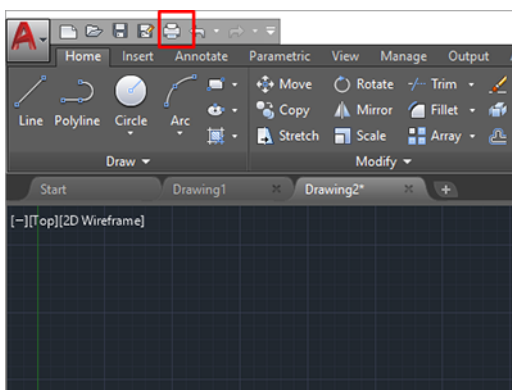 A
Home Insert Annotate Parametric View Manage Output
Move Rotate Trim
Line Polyline Circle Arc Copy Mirror Fillet
Stretch Scale Array
Draw Modify
Start Drawing1 Drawing2*
[−][Top][2D Wireframe]